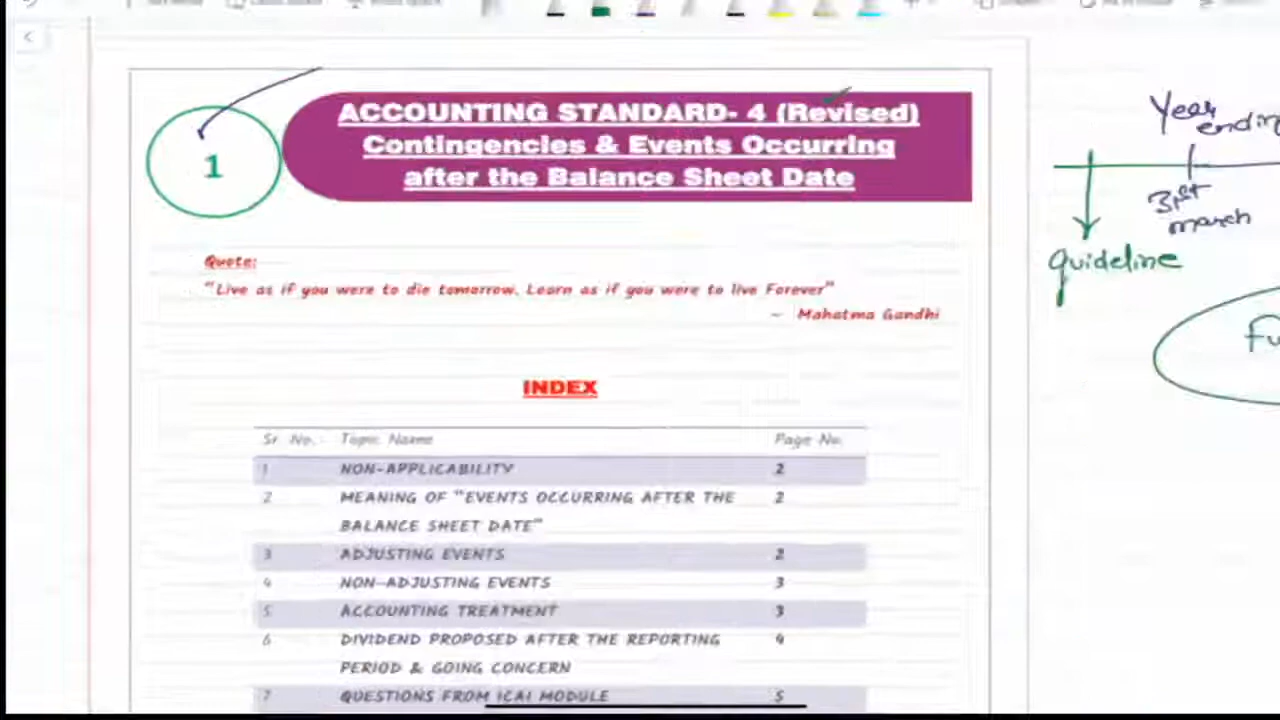 1
ACCOUNTING STANDARD- 4 (Revised)
Contingencies & Events Occurring
after the Balance Sheet Date
Year
ending
31st
march
guideline
Quote:
"Live as if you were to die tomorrow. Learn as if you were to live Forever"
~ Mahatma Gandhi
INDEX
Sr. No. Topic Name Page No.
1 NON-APPLICABILITY 2
2 MEANING OF "EVENTS OCCURRING AFTER THE 2
BALANCE SHEET DATE"
3 ADJUSTING EVENTS 2
4 NON-ADJUSTING EVENTS 3
5 ACCOUNTING TREATMENT 3
6 DIVIDEND PROPOSED AFTER THE REPORTING 4
PERIOD & GOING CONCERN
7 QUESTIONS FROM ICAI MODULE 5